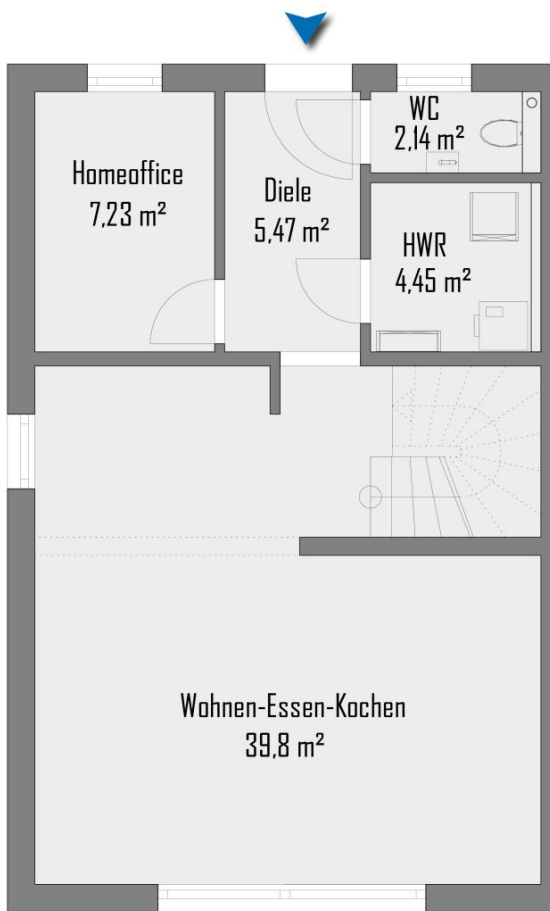 WC
2,14 m²
Homeoffice
7,23 m²
Diele
5,47 m²
HWR
4,45 m²
Wohnen-Essen-Kochen
39,8 m²